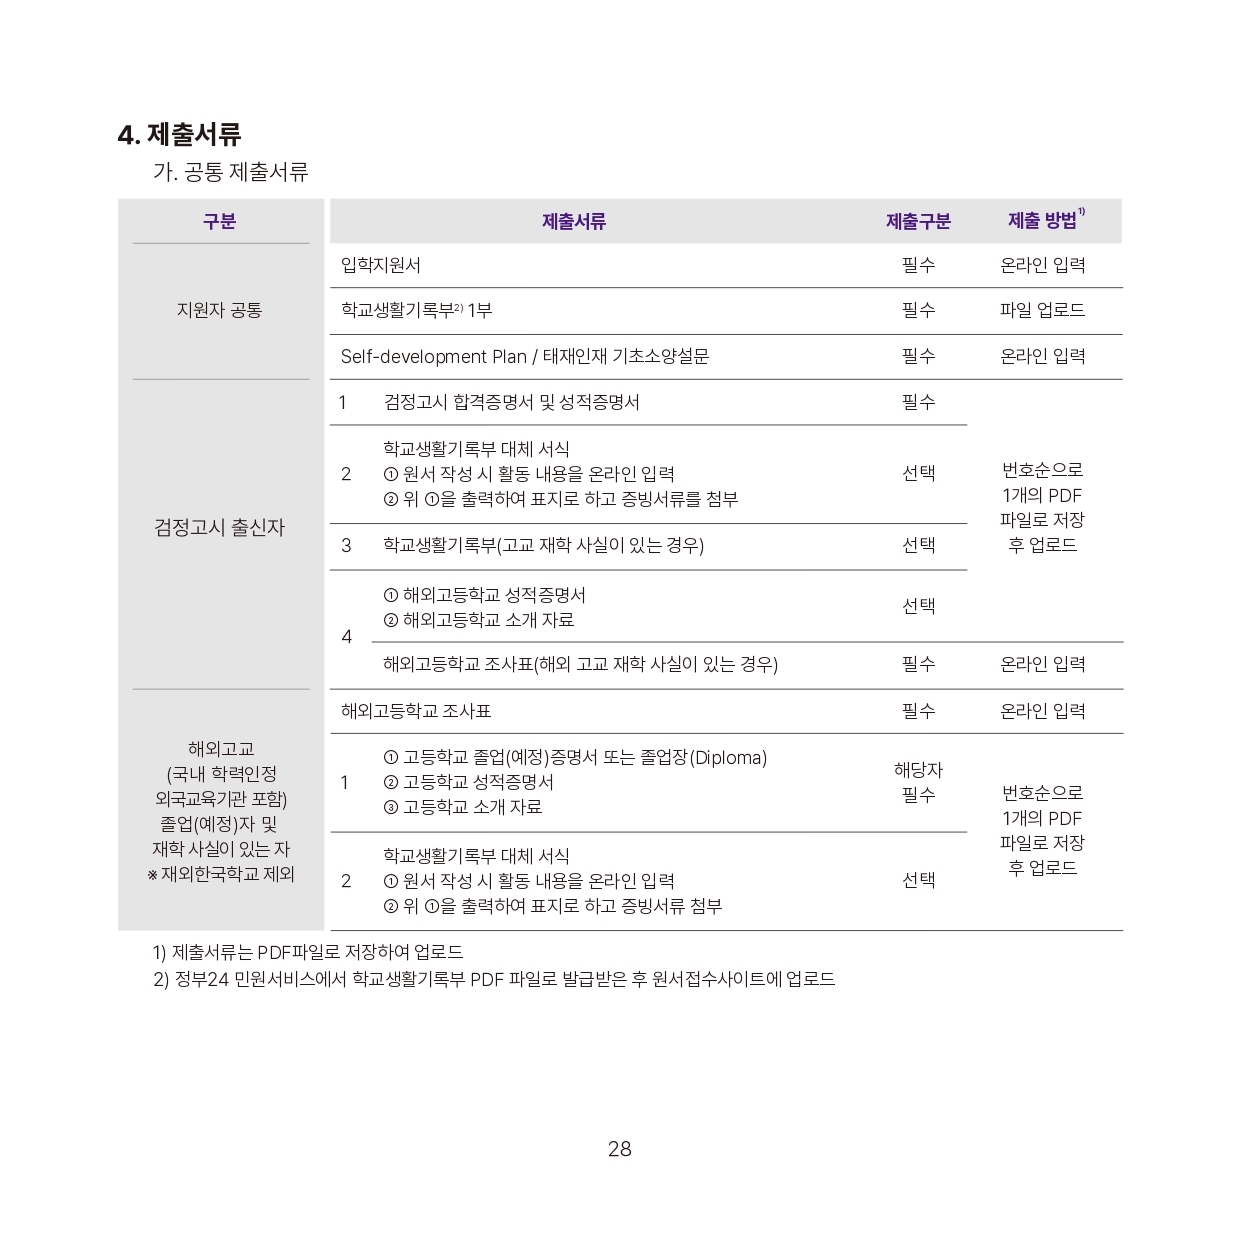 4. 제출서류
가. 공통 제출서류
구분 제출서류 제출구분 제출 방법1)
지원자 공통
입학지원서 필수 온라인 입력
학교생활기록부2) 1부 필수 파일 업로드
Self-development Plan / 태재인재 기초소양설문 필수 온라인 입력
검정고시 출신자
1 검정고시 합격증명서 및 성적증명서 필수
2 학교생활기록부 대체 서식
① 원서 작성 시 활동 내용을 온라인 입력
② 위 ①을 출력하여 표지로 하고 증빙서류를 첨부
선택
3 학교생활기록부(고교 재학 사실이 있는 경우) 선택
4 ① 해외고등학교 성적증명서
② 해외고등학교 소개 자료
선택
번호순으로
1개의 PDF
파일로 저장
후 업로드
해외고등학교 조사표(해외 고교 재학 사실이 있는 경우) 필수 온라인 입력
해외고교
(국내 학력인정
외국교육기관 포함)
졸업(예정)자 및
재학 사실이 있는 자
※ 재외한국학교 제외
해외고등학교 조사표 필수 온라인 입력
1 ① 고등학교 졸업(예정)증명서 또는 졸업장(Diploma)
② 고등학교 성적증명서
③ 고등학교 소개 자료
해당자
필수
2 학교생활기록부 대체 서식
① 원서 작성 시 활동 내용을 온라인 입력
② 위 ①을 출력하여 표지로 하고 증빙서류 첨부
선택
번호순으로
1개의 PDF
파일로 저장
후 업로드
1) 제출서류는 PDF파일로 저장하여 업로드
2) 정부24 민원서비스에서 학교생활기록부 PDF 파일로 발급받은 후 원서접수사이트에 업로드
28